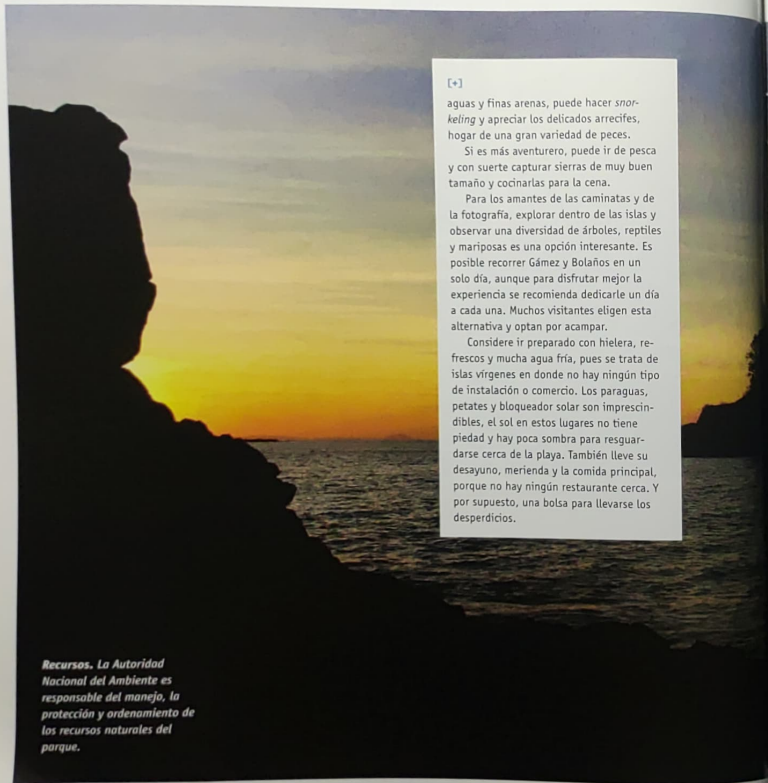 [+]
aguas y finas arenas, puede hacer snor-
keling y apreciar los delicados arrecifes,
hogar de una gran variedad de peces.
Si es más aventurero, puede ir de pesca
y con suerte capturar sierras de muy buen
tamaño y cocinarlas para la cena.
Para los amantes de las caminatas y de
la fotografía, explorar dentro de las islas y
observar una diversidad de árboles, reptiles
y mariposas es una opción interesante. Es
posible recorrer Gámez y Bolaños en un
solo día, aunque para disfrutar mejor la
experiencia se recomienda dedicarle un día
a cada una. Muchos visitantes eligen esta
alternativa y optan por acampar.
Considere ir preparado con hielera, re-
frescos y mucha agua fría, pues se trata de
islas vírgenes en donde no hay ningún tipo
de instalación o comercio. Los paraguas,
petates y bloqueador solar son imprescin-
dibles, el sol en estos lugares no tiene
piedad y hay poca sombra para resguar-
darse cerca de la playa. También lleve su
desayuno, merienda y la comida principal,
porque no hay ningún restaurante cerca. Y
por supuesto, una bolsa para llevarse los
desperdicios.
Recursos. La Autoridad
Nacional del Ambiente es
responsable del manejo, la
protección y ordenamiento de
los recursos naturales del
parque.